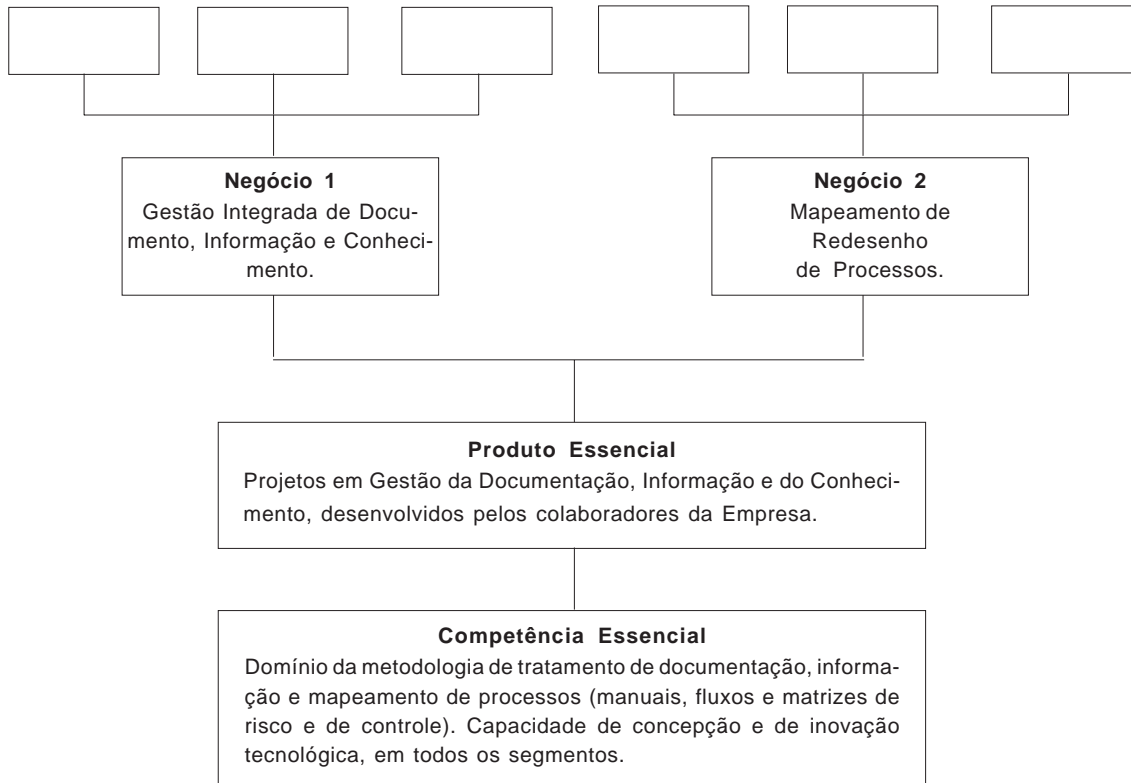 Negócio 1
Gestão Integrada de Docu-
mento, Informação e Conheci-
mento.
Negócio 2
Mapeamento de
Redesenho
de Processos.
Produto Essencial
Projetos em Gestão da Documentação, Informação e do Conheci-
mento, desenvolvidos pelos colaboradores da Empresa.
Competência Essencial
Domínio da metodologia de tratamento de documentação, informa-
ção e mapeamento de processos (manuais, fluxos e matrizes de
risco e de controle). Capacidade de concepção e de inovação
tecnológica, em todos os segmentos.